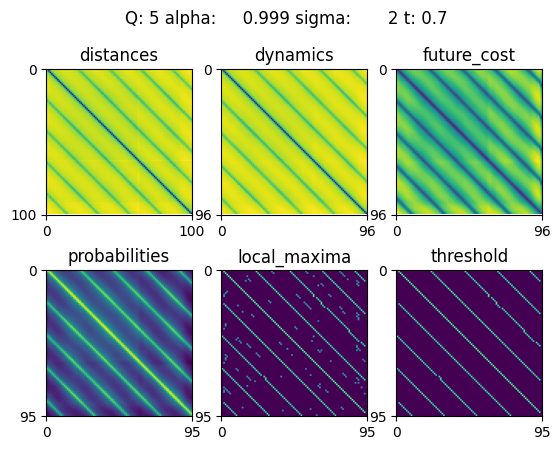 Q: 5 alpha: 0.999 sigma: 2 t: 0.7
distances dynamics future_cost
0 0 0
100 96 96
0 100 0 96 0 96
probabilities local_maxima threshold
0 0 0
95 95 95
0 95 0 95 0 95